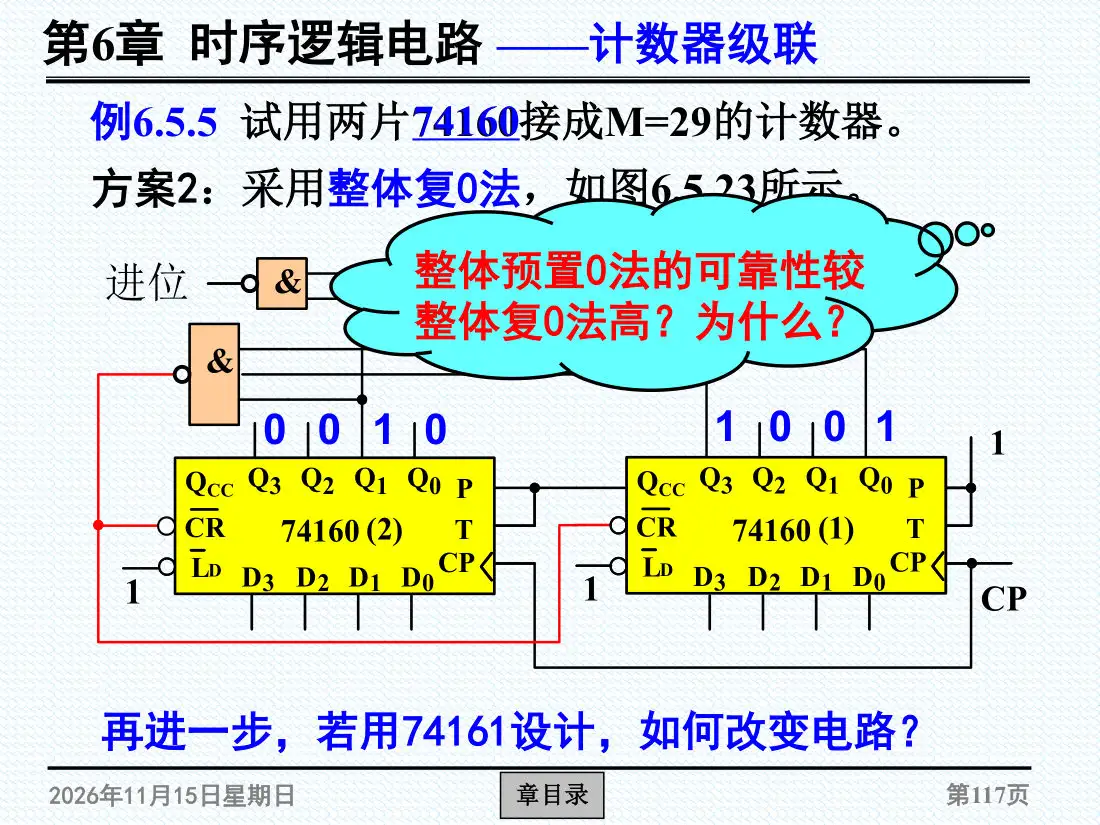 第6章 时序逻辑电路 ——计数器级联
例6.5.5 试用两片74160接成M=29的计数器。
方案2：采用整体复0法，如图6.5.23所示。
整体预置0法的可靠性较
整体复0法高？为什么？
进位
&
&
0 0 1 0
1 0 0 1
1
QCC Q3 Q2 Q1 Q0 P
CR 74160 (2) T
LD D3 D2 D1 D0 CP
1
QCC Q3 Q2 Q1 Q0 P
CR 74160 (1) T
LD D3 D2 D1 D0 CP
1
CP
再进一步，若用74161设计，如何改变电路？
2026年11月15日星期日
章目录
第117页